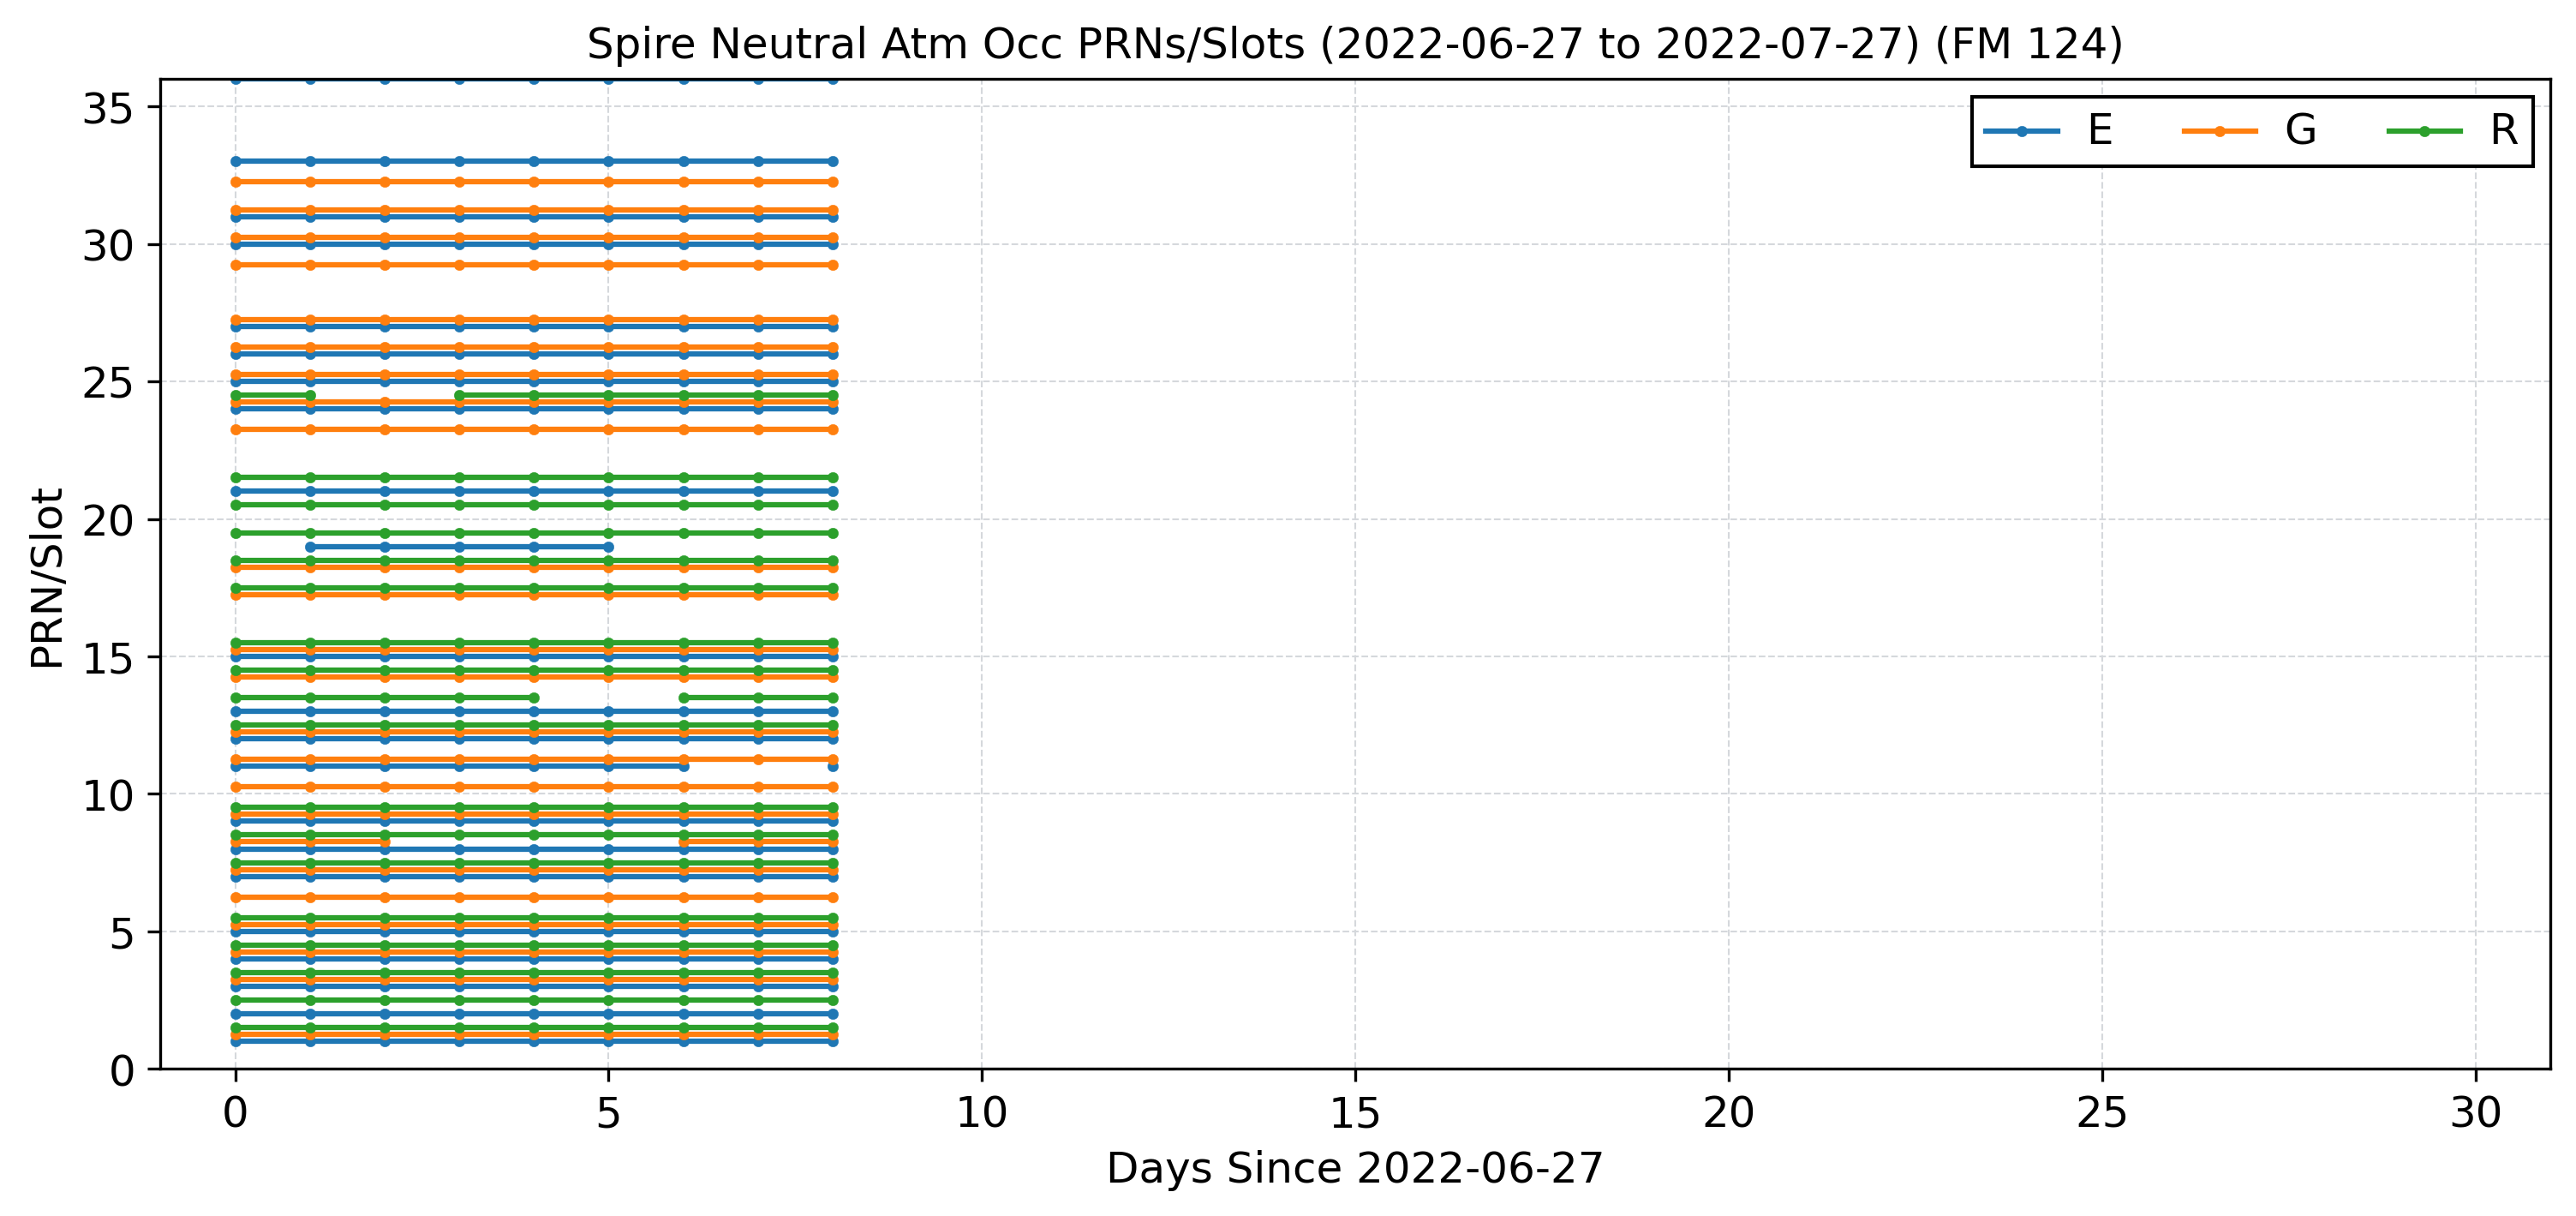 Spire Neutral Atm Occ PRNs/Slots (2022-06-27 to 2022-07-27) (FM 124)
E G R
PRN/Slot
35
30
25
20
15
10
5
0
0 5 10 15 20 25 30
Days Since 2022-06-27